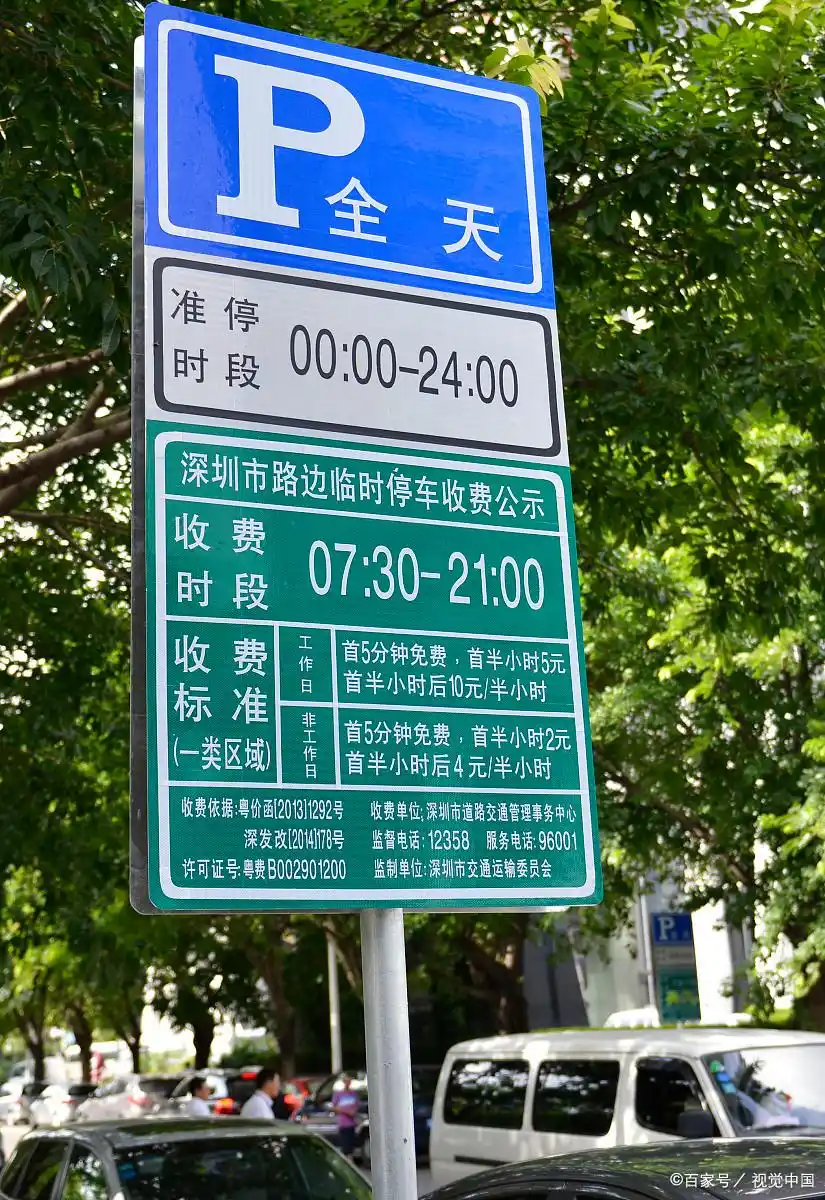 P 全天
准停
时段
00:00-24:00
深圳市路边临时停车收费公示
收费
时段
07:30-21:00
收费
标准
(一类区域)
工作日
首5分钟免费，首半小时5元
首半小时后10元/半小时
非工作日
首5分钟免费，首半小时2元
首半小时后4元/半小时
收费依据:粤价函[2013]1292号
深发改[2014]178号
许可证号:粤费B002901200
收费单位:深圳市道路交通管理事务中心
监督电话:12358 服务电话:96001
监制单位:深圳市交通运输委员会
P
©百家号/视觉中国